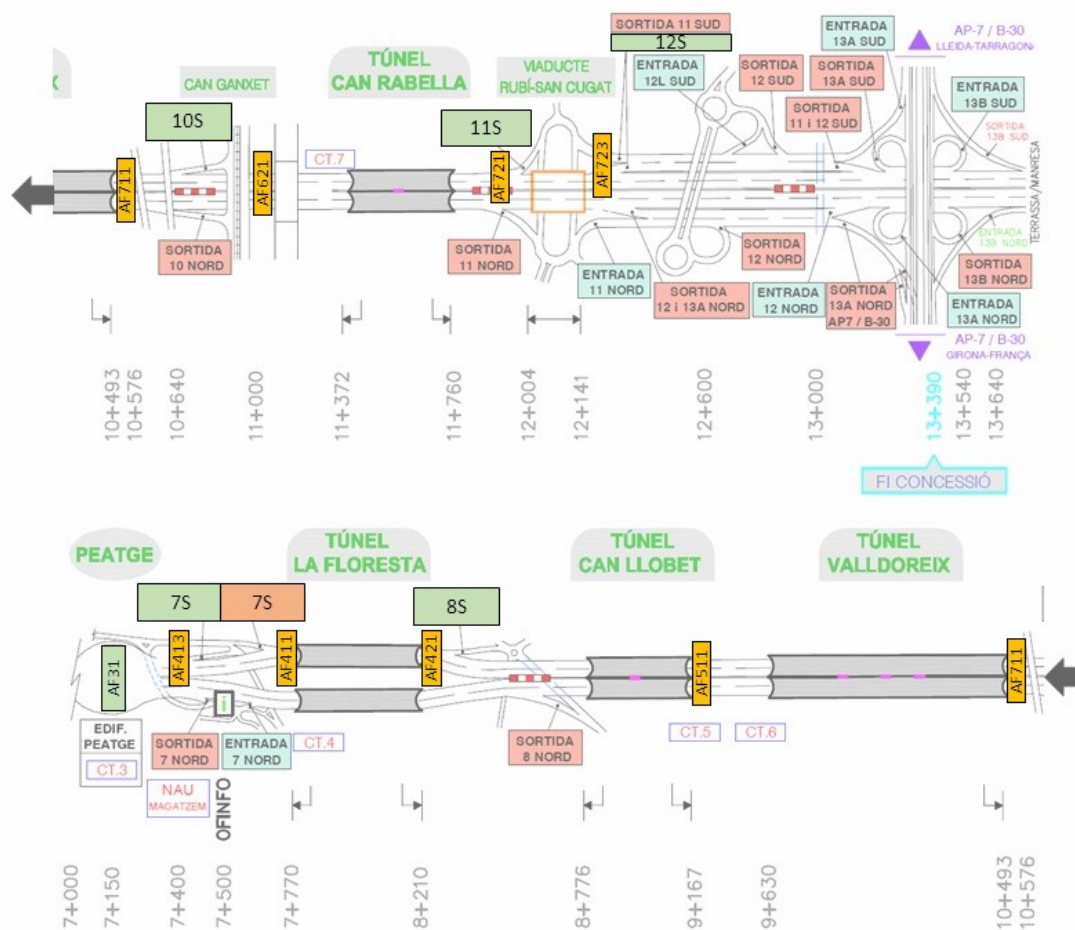 X
CAN GANXET
TÚNEL
CAN RABELLA
VIADUCTE
RUBÍ-SAN CUGAT
SORTIDA 11 SUD
12S
ENTRADA
12L SUD
SORTIDA
12 SUD
ENTRADA
13A SUD
SORTIDA
13A SUD
SORTIDA
11 i 12 SUD
AP-7 / B-30
LLEIDA-TARRAGONA
ENTRADA
13B SUD
SORTIDA
13B SUD
10S
11S
CT.7
AF711
AF621
AF721
AF723
TERRASSA/MANRESA
SORTIDA
10 NORD
SORTIDA
11 NORD
ENTRADA
11 NORD
SORTIDA
12 i 13A NORD
SORTIDA
12 NORD
ENTRADA
12 NORD
SORTIDA
13A NORD
AP7 / B-30
ENTRADA
13B NORD
SORTIDA
13B NORD
ENTRADA
13A NORD
AP-7 / B-30
GIRONA-FRANÇA
10+493
10+576
10+640
11+000
11+372
11+760
12+004
12+141
12+600
13+000
13+390
13+540
13+640
FI CONCESSIÓ
PEATGE
TÚNEL
LA FLORESTA
TÚNEL
CAN LLOBET
TÚNEL
VALLDOREIX
7S
7S
8S
AF31
AF413
AF411
AF421
AF511
AF711
EDIF.
PEATGE
CT.3
SORTIDA
7 NORD
ENTRADA
7 NORD
CT.4
SORTIDA
8 NORD
CT.5
CT.6
NAU
MAGATZEM
OFINFO
7+000
7+150
7+400
7+500
7+770
8+210
8+776
9+167
9+630
10+493
10+576